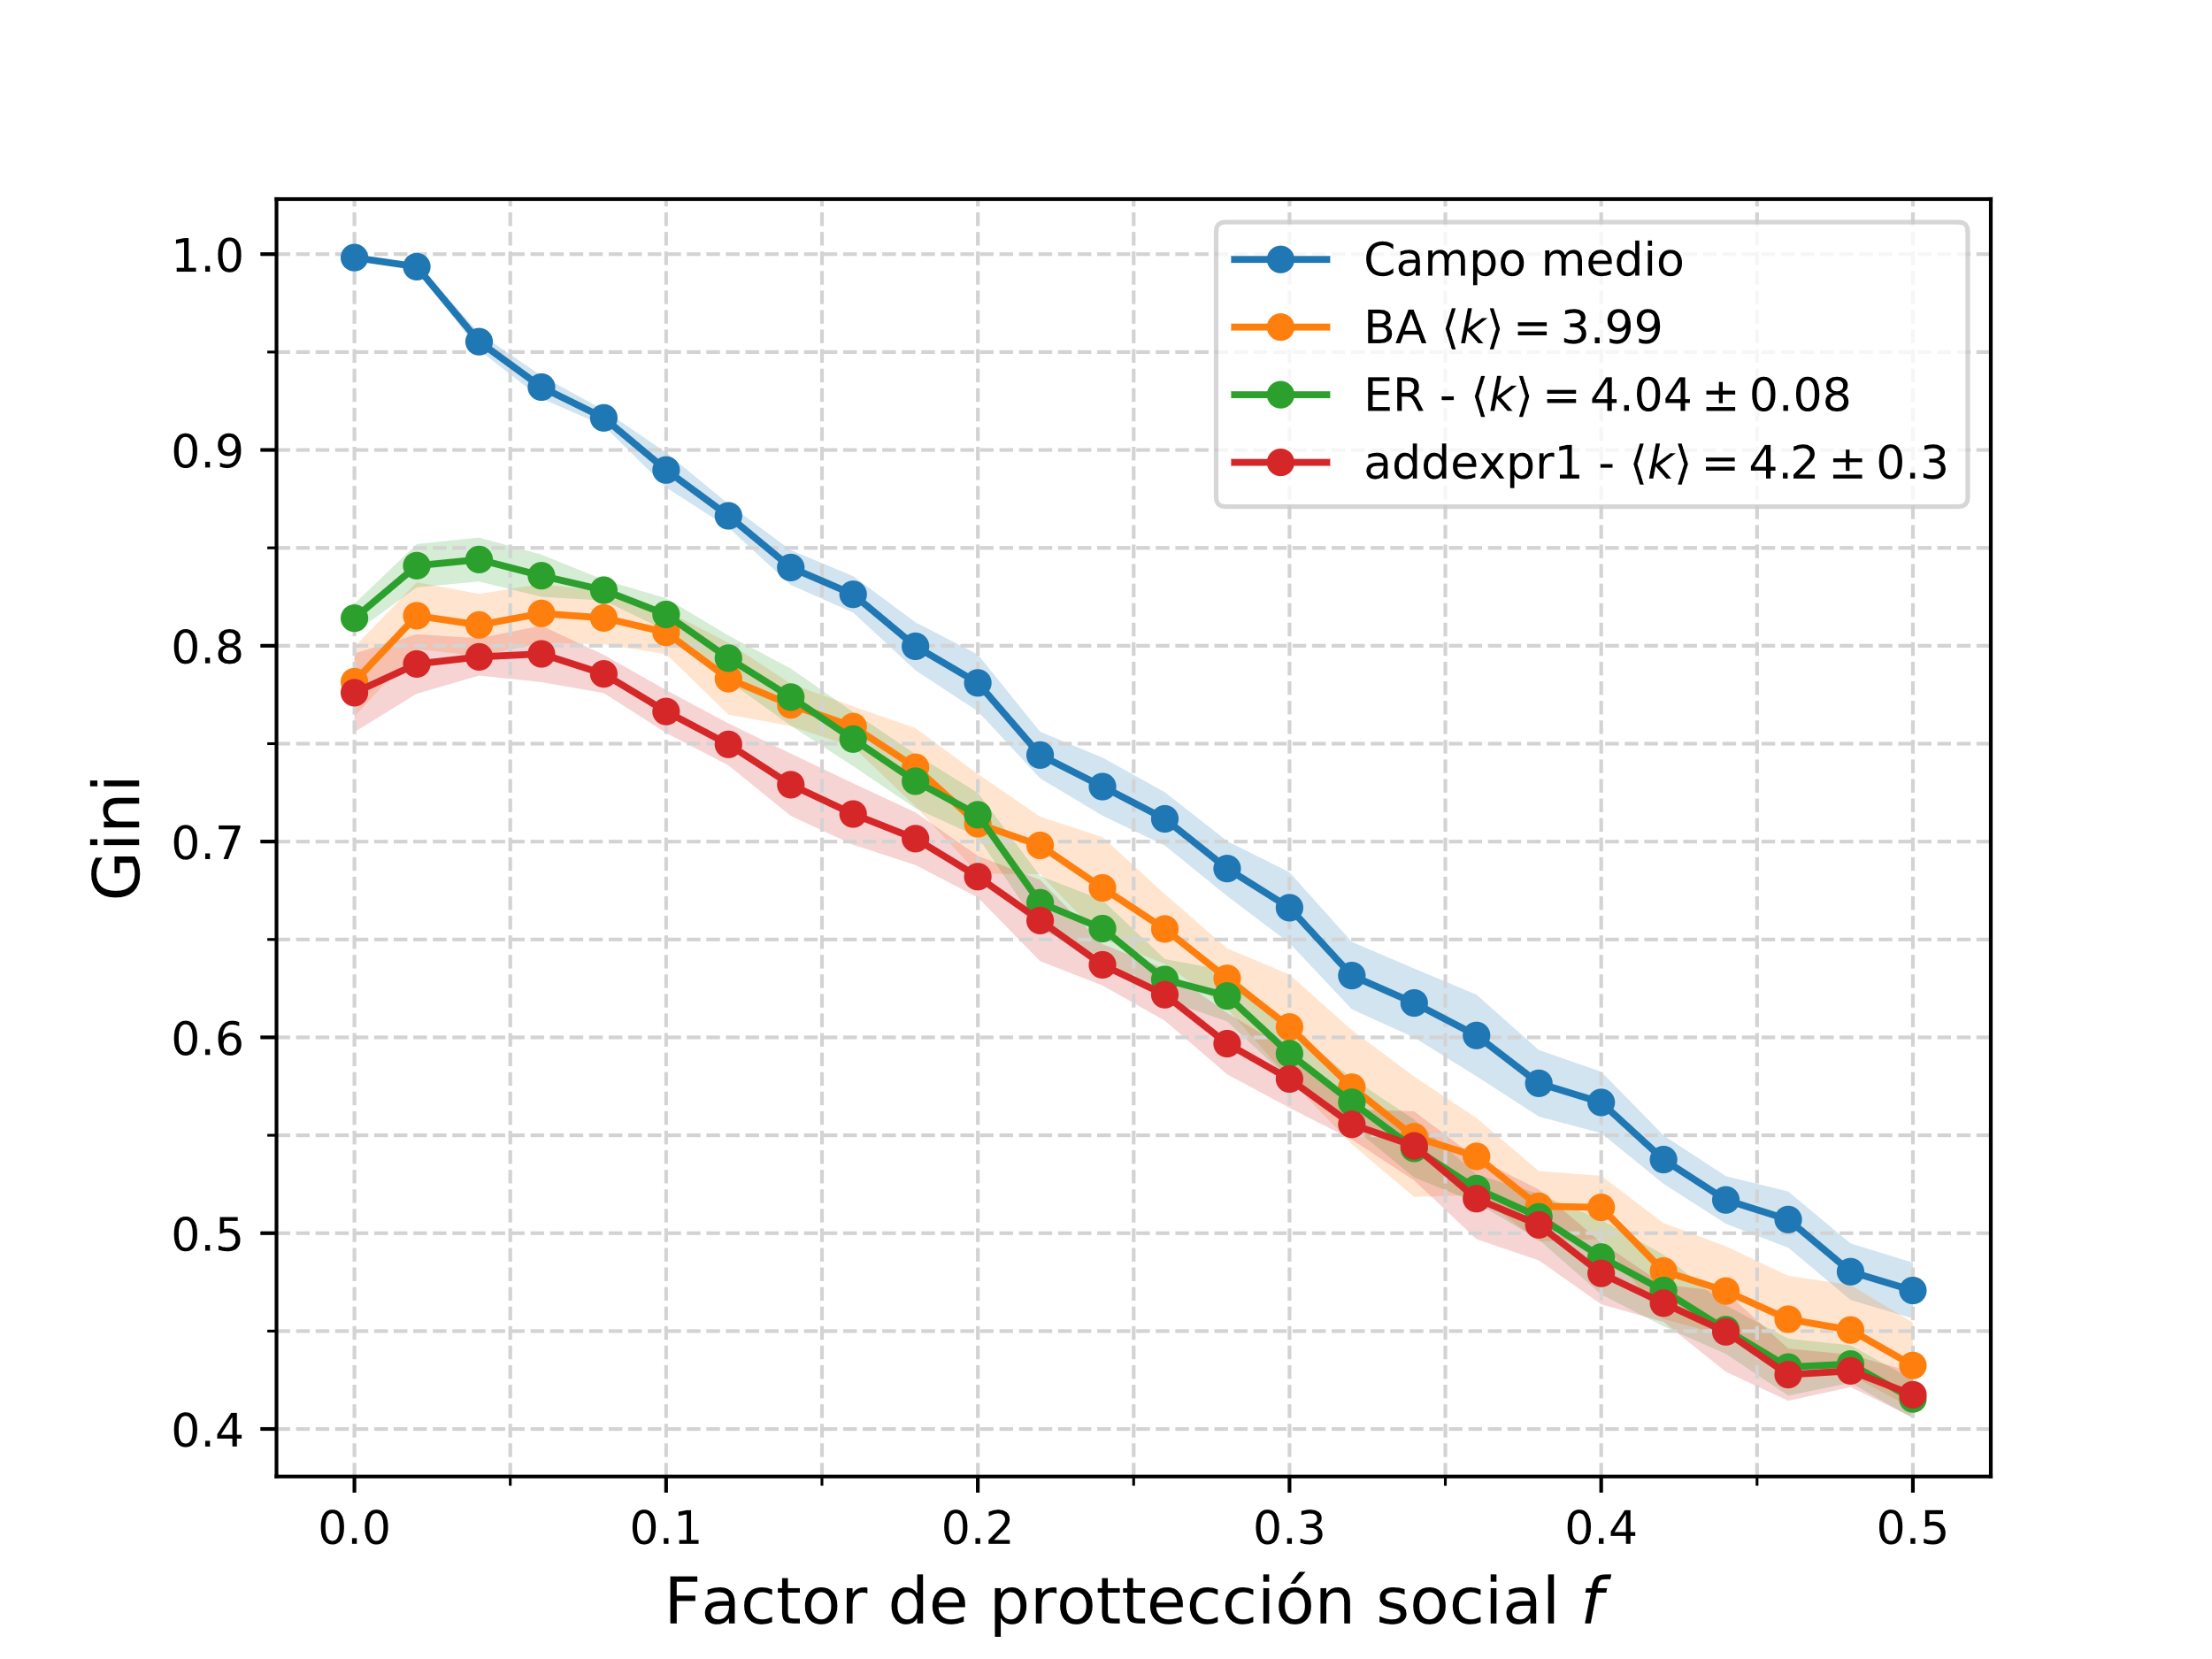 Campo medio
BA ⟨k⟩ = 3.99
ER - ⟨k⟩ = 4.04 ± 0.08
addexpr1 - ⟨k⟩ = 4.2 ± 0.3
1.0
0.9
0.8
0.7
0.6
0.5
0.4
Gini
0.0 0.1 0.2 0.3 0.4 0.5
Factor de prottección social f